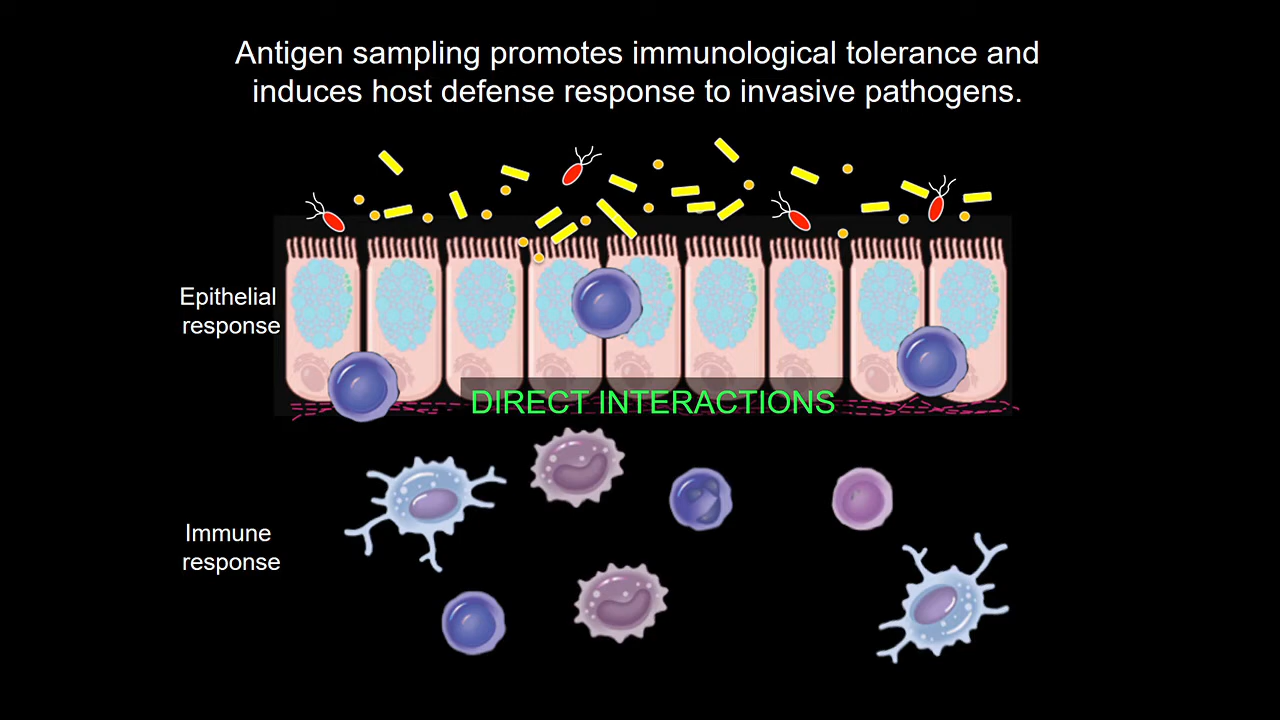 Antigen sampling promotes immunological tolerance and
induces host defense response to invasive pathogens.
Epithelial
response
DIRECT INTERACTIONS
Immune
response